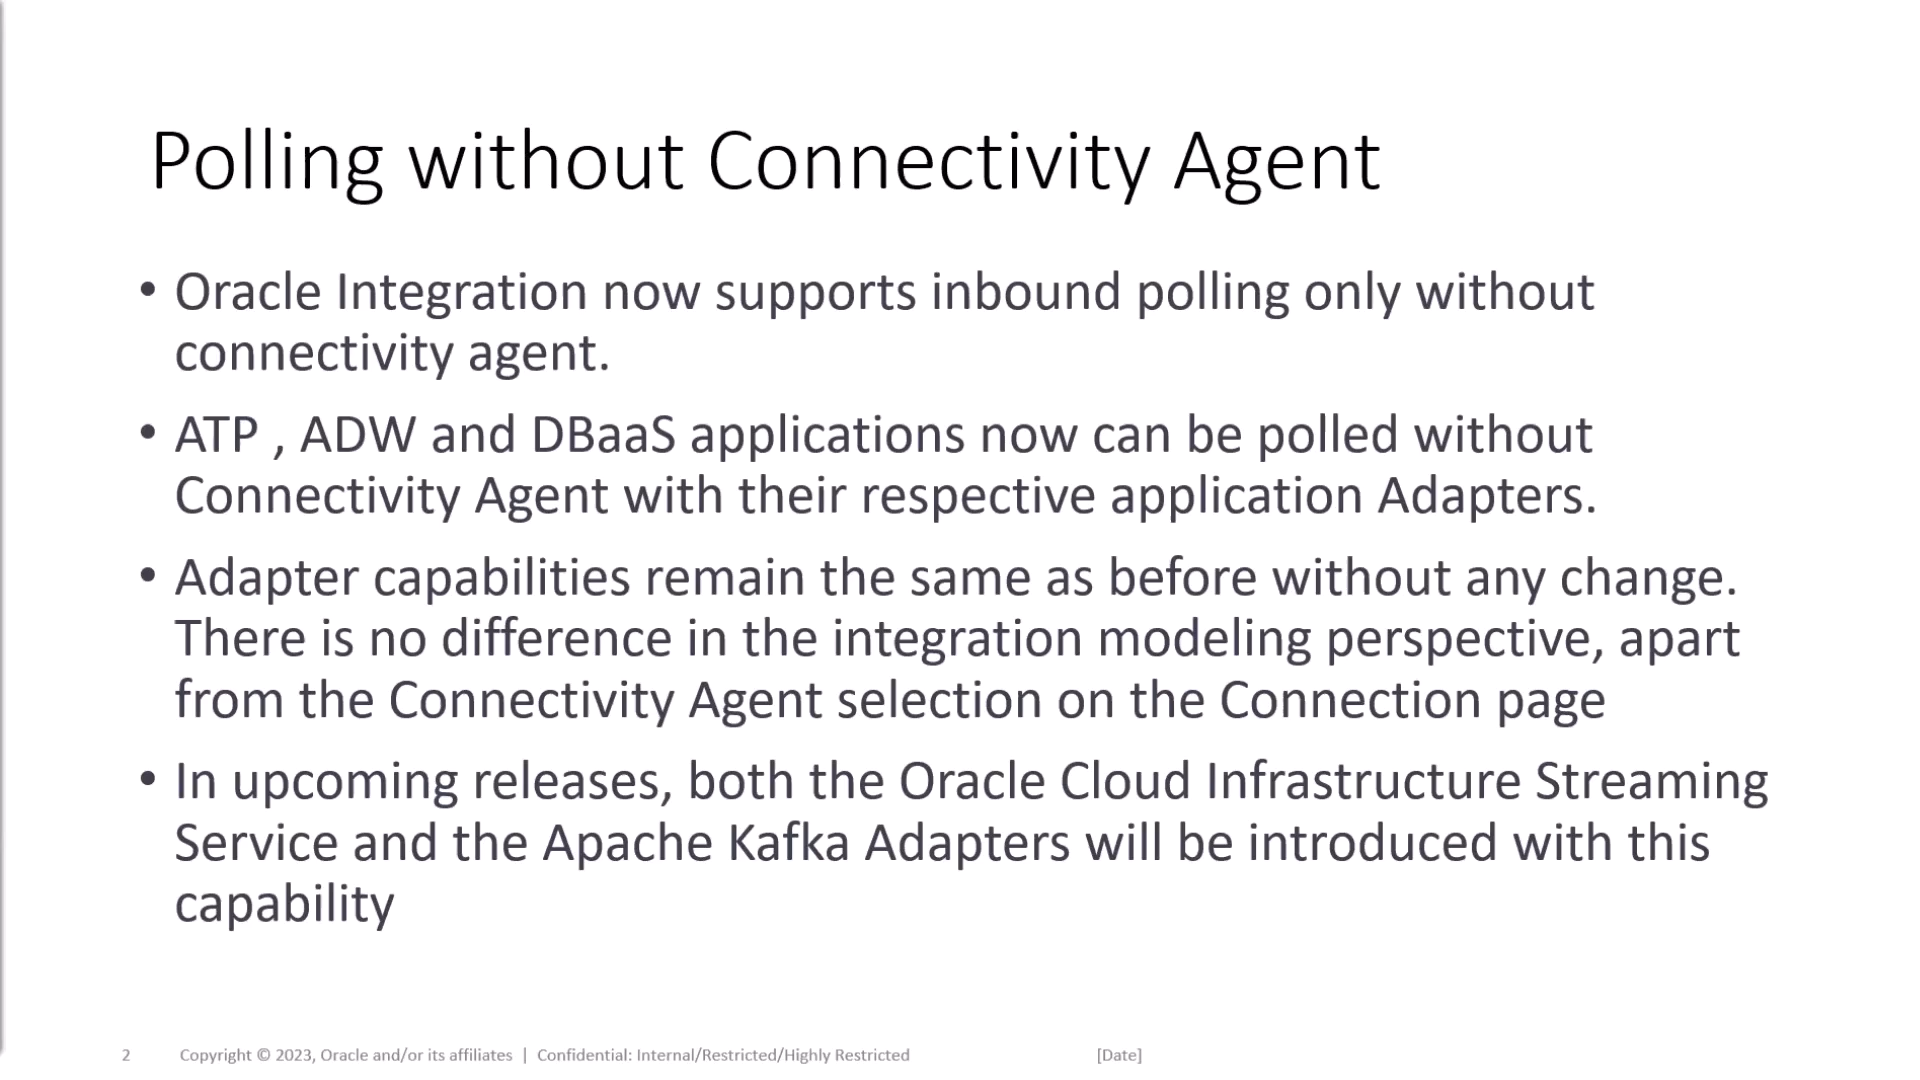 Polling without Connectivity Agent
• Oracle Integration now supports inbound polling only without
connectivity agent.
• ATP , ADW and DBaaS applications now can be polled without
Connectivity Agent with their respective application Adapters.
• Adapter capabilities remain the same as before without any change.
There is no difference in the integration modeling perspective, apart
from the Connectivity Agent selection on the Connection page
• In upcoming releases, both the Oracle Cloud Infrastructure Streaming
Service and the Apache Kafka Adapters will be introduced with this
capability
2 Copyright © 2023, Oracle and/or its affiliates | Confidential: Internal/Restricted/Highly Restricted [Date]